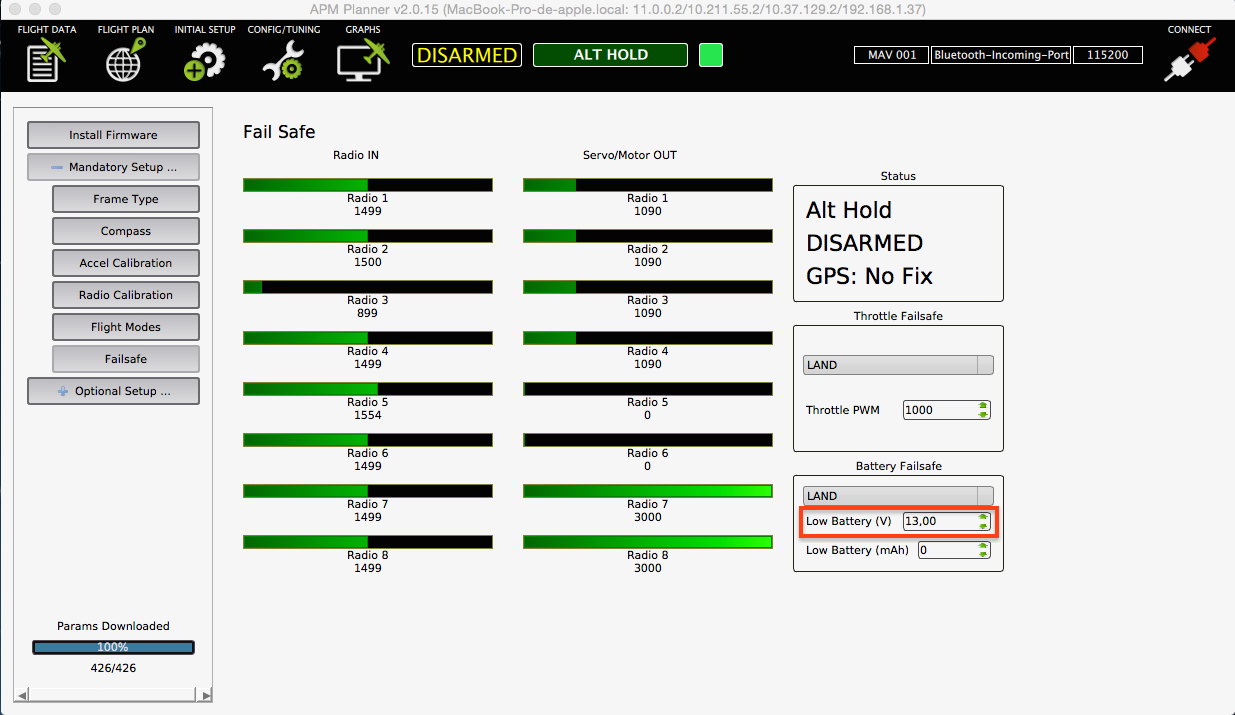 APM Planner v2.0.15 (MacBook-Pro-de-apple.local: 11.0.0.2/10.211.55.2/10.37.129.2/192.168.1.37)
FLIGHT DATA
FLIGHT PLAN
INITIAL SETUP
CONFIG/TUNING
GRAPHS
DISARMED
ALT HOLD
MAV 001
Bluetooth-Incoming-Port
115200
CONNECT
Install Firmware
Mandatory Setup ...
Frame Type
Compass
Accel Calibration
Radio Calibration
Flight Modes
Failsafe
Optional Setup ...
Params Downloaded
100%
426/426
Fail Safe
Radio IN
Radio 1
1499
Radio 2
1500
Radio 3
899
Radio 4
1499
Radio 5
1554
Radio 6
1499
Radio 7
1499
Radio 8
1499
Servo/Motor OUT
Radio 1
1090
Radio 2
1090
Radio 3
1090
Radio 4
1090
Radio 5
0
Radio 6
0
Radio 7
3000
Radio 8
3000
Status
Alt Hold
DISARMED
GPS: No Fix
Throttle Failsafe
LAND
Throttle PWM 1000
Battery Failsafe
LAND
Low Battery (V) 13,00
Low Battery (mAh) 0